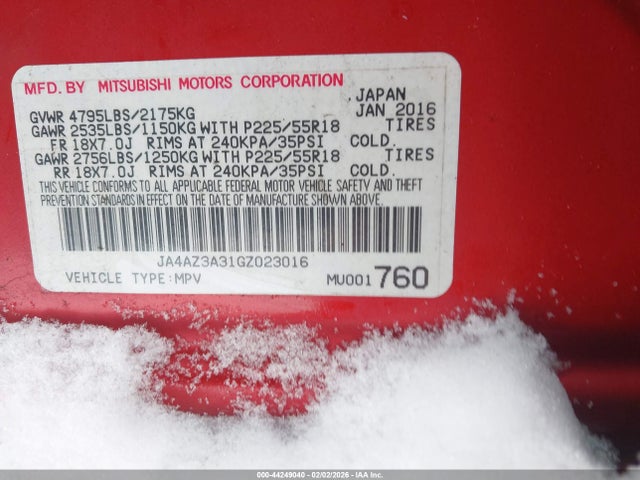 MFD. BY MITSUBISHI MOTORS CORPORATION
JAPAN
GVWR 4795LBS/2175KG JAN 2016
GAWR 2535LBS/1150KG WITH P225/55R18 TIRES
FR 18X7.0J RIMS AT 240KPA/35PSI COLD.
GAWR 2756LBS/1250KG WITH P225/55R18 TIRES
RR 18X7.0J RIMS AT 240KPA/35PSI COLD.
THIS VEHICLE CONFORMS TO ALL APPLICABLE FEDERAL MOTOR VEHICLE SAFETY AND THEFT
PREVENTION STANDARDS IN EFFECT ON THE DATE OF MANUFACTURE SHOWN ABOVE.
JA4AZ3A31GZ023016
VEHICLE TYPE:MPV MU001760
000-44249040 - 02/02/2026 - IAA Corp.